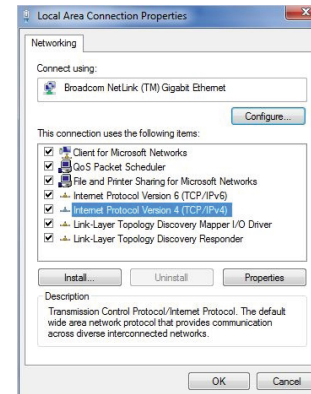 Local Area Connection Properties
Networking
Connect using:
Broadcom NetLink (TM) Gigabit Ethernet
Configure...
This connection uses the following items:
Client for Microsoft Networks
QoS Packet Scheduler
File and Printer Sharing for Microsoft Networks
Internet Protocol Version 6 (TCP/IPv6)
Internet Protocol Version 4 (TCP/IPv4)
Link-Layer Topology Discovery Mapper I/O Driver
Link-Layer Topology Discovery Responder
Install... Uninstall Properties
Description
Transmission Control Protocol/Internet Protocol. The default
wide area network protocol that provides communication
across diverse interconnected networks.
OK Cancel